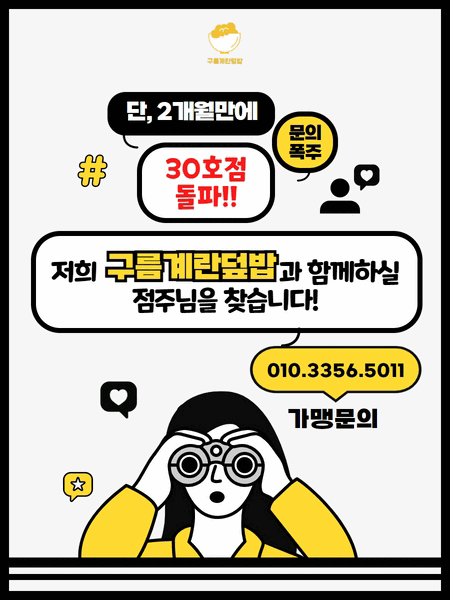 구름계란덮밥
단, 2개월만에
문의
폭주
#
30호점
돌파!!
저희 구름계란덮밥과 함께하실
점주님을 찾습니다!
010.3356.5011
가맹문의